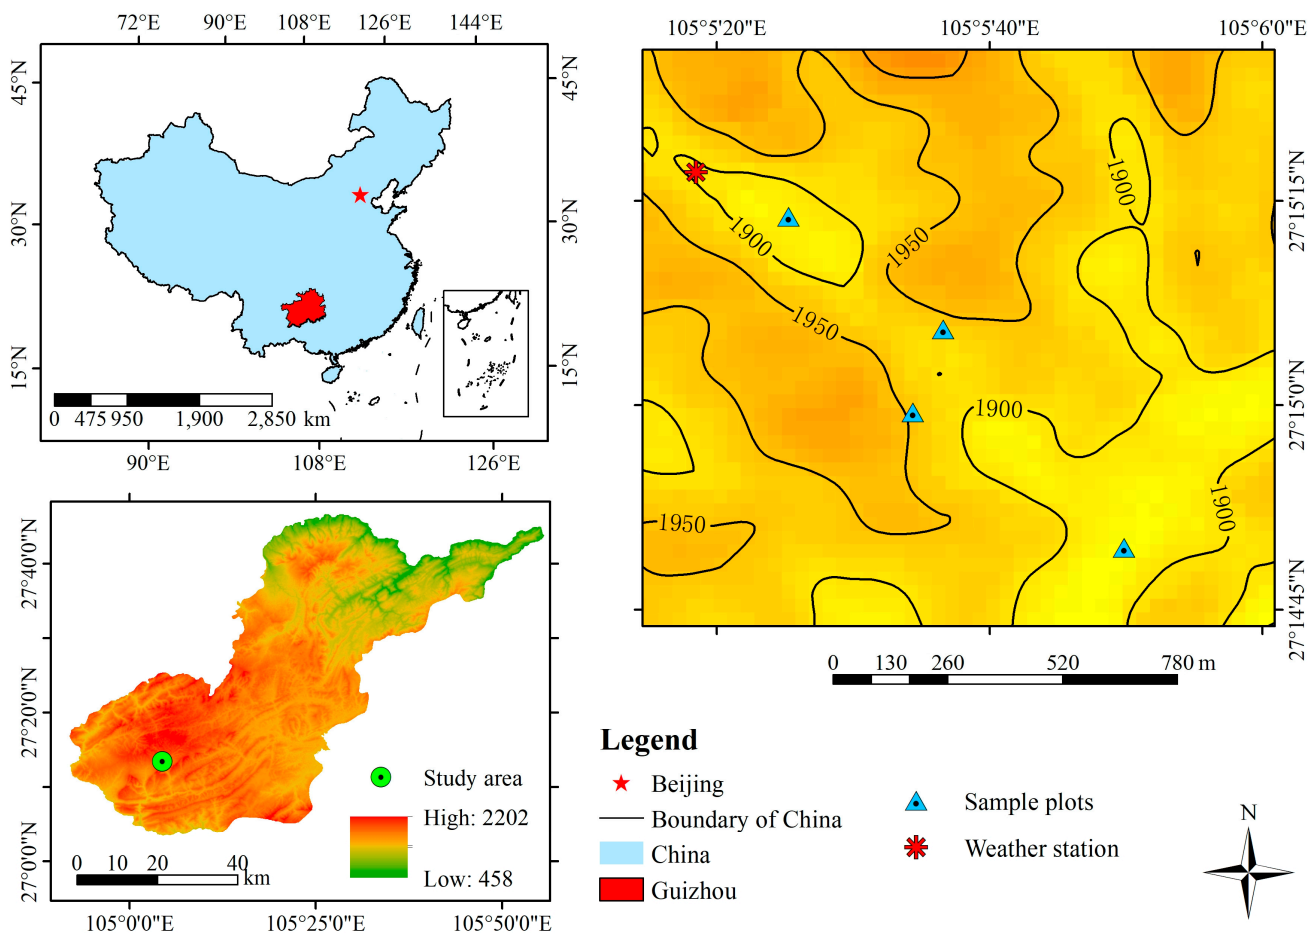 72°E 90°E 108°E 126°E 144°E
45°N
30°N
15°N
45°N
30°N
15°N
0 475 950 1,900 2,850 km
90°E 108°E 126°E
105°5'20"E 105°5'40"E 105°6'0"E
27°15'15"N
27°15'0"N
27°14'45"N
1900
1950
1900
1950
1900
1950
1900
0 130 260 520 780 m
27°40'0"N
27°20'0"N
27°0'0"N
Study area
High: 2202
Low: 458
0 10 20 40
km
105°0'0"E 105°25'0"E 105°50'0"E
Legend
Beijing
Boundary of China
China
Guizhou
Sample plots
Weather station
N